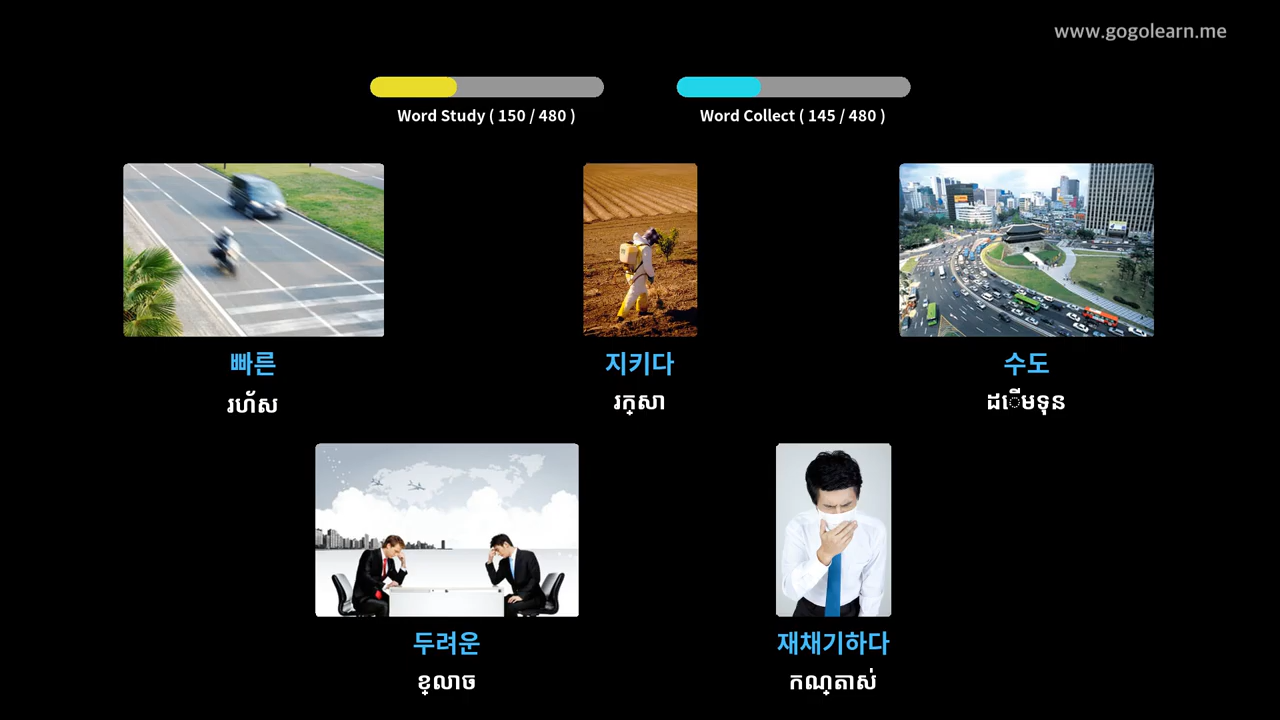 www.gogolearn.me
Word Study ( 150 / 480 )
Word Collect ( 145 / 480 )
빠른
រហ័ស
지키다
រក្សា
수도
ដើមទុន
두려운
ខ្លាច
재채기하다
កណ្តាស់